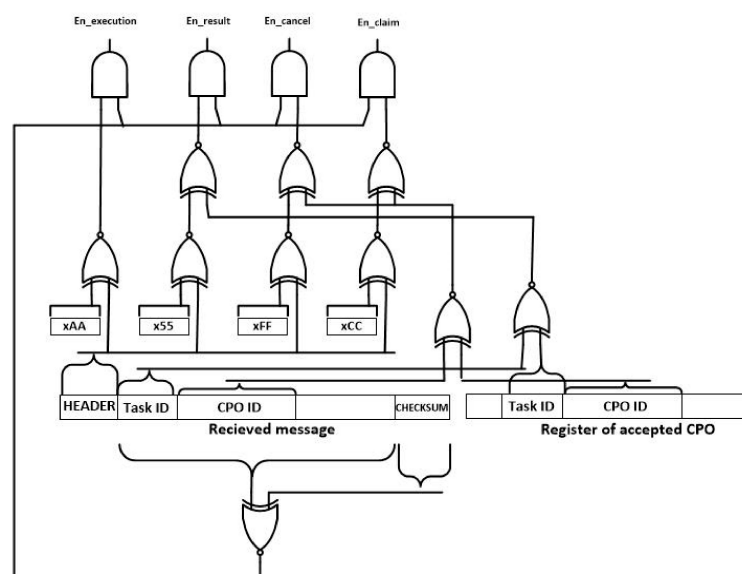 En_execution En_result En_cancel En_claim
xAA x55 xFF xCC
HEADER Task ID CPO ID CHECKSUM Task ID CPO ID
Recieved message Register of accepted CPO